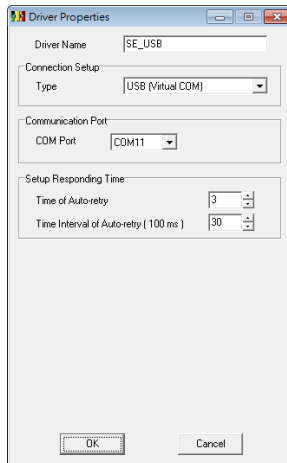 Driver Properties
Driver Name SE_USB
Connection Setup
Type USB (Virtual COM)
Communication Port
COM Port COM11
Setup Responding Time
Time of Auto-retry 3
Time Interval of Auto-retry ( 100 ms ) 30
OK Cancel